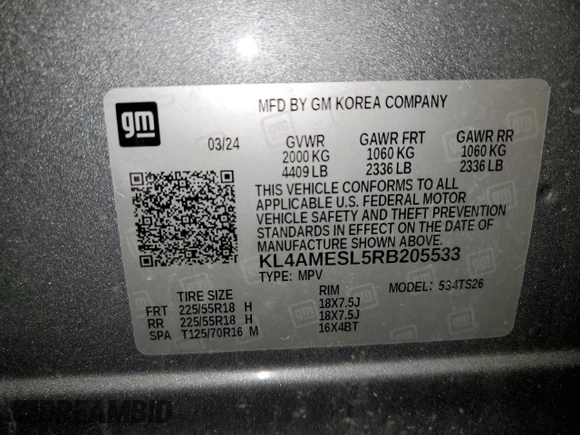 gm
MFD BY GM KOREA COMPANY
03/24 GVWR GAWR FRT GAWR RR
2000 KG 1060 KG 1060 KG
4409 LB 2336 LB 2336 LB
THIS VEHICLE CONFORMS TO ALL
APPLICABLE U.S. FEDERAL MOTOR
VEHICLE SAFETY AND THEFT PREVENTION
STANDARDS IN EFFECT ON THE DATE OF
MANUFACTURE SHOWN ABOVE.
KL4AMESL5RB205533
TYPE: MPV MODEL: 534TS26
TIRE SIZE RIM
FRT 225/55R18 H 18X7.5J
RR 225/55R18 H 18X7.5J
SPA T125/70R16 M 16X4BT
DREAMBID